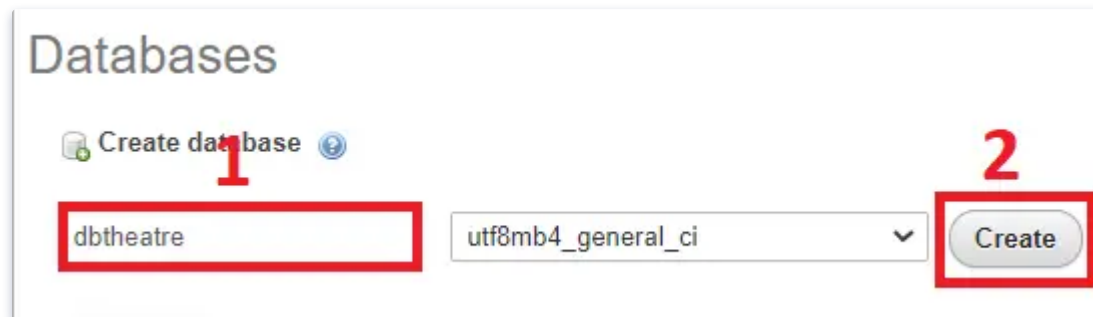 Databases
Create database
1
2
dbtheatre utf8mb4_general_ci Create